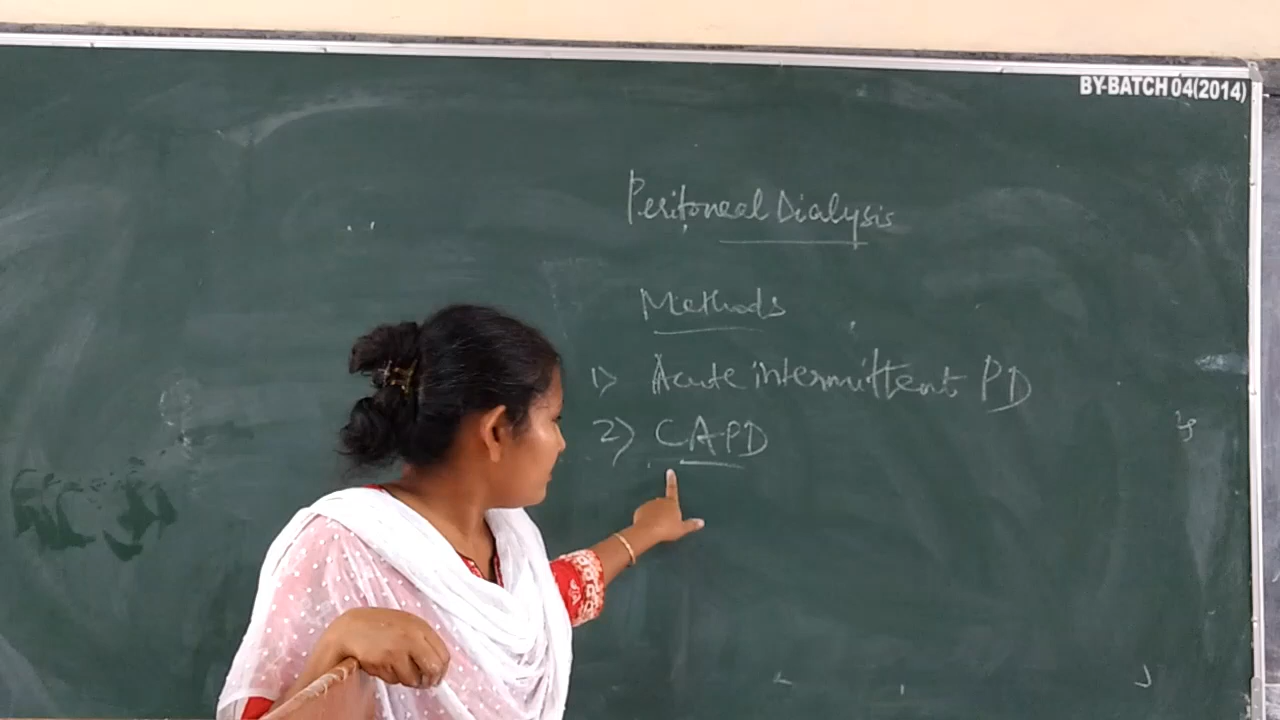 BY-BATCH 04(2014)
Peritoneal Dialysis
Methods
1) Acute intermittent PD
2) CAPD